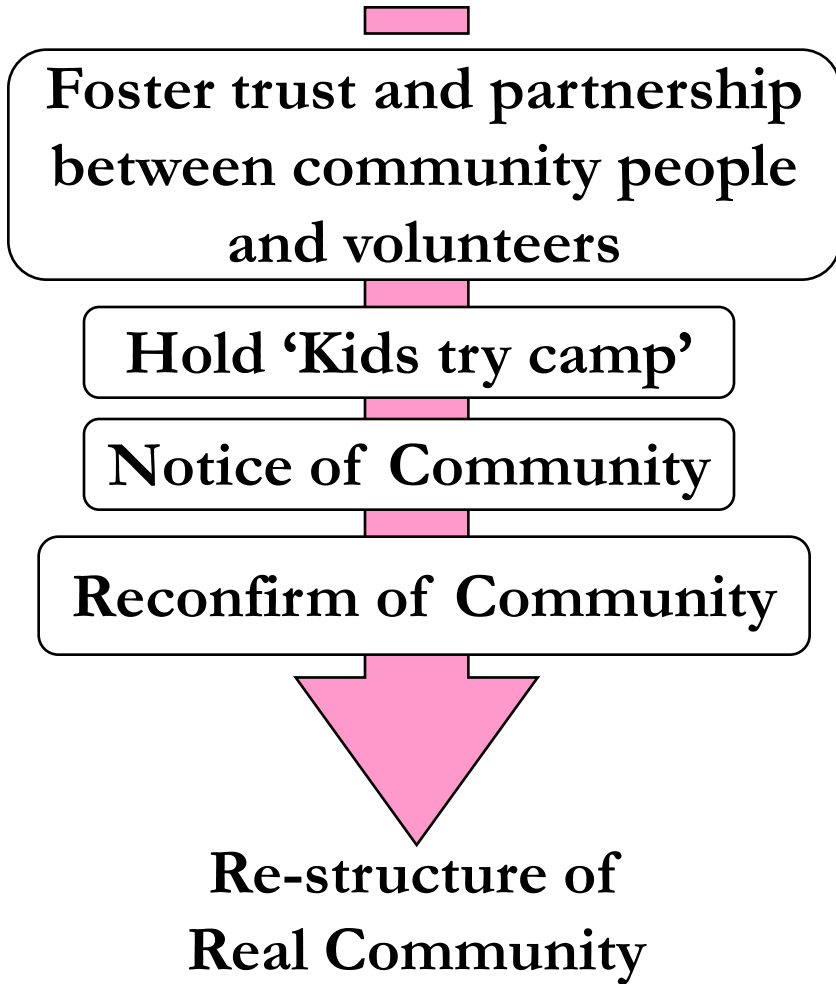 Foster trust and partnership
between community people
and volunteers
Hold ‘Kids try camp’
Notice of Community
Reconfirm of Community
Re-structure of
Real Community